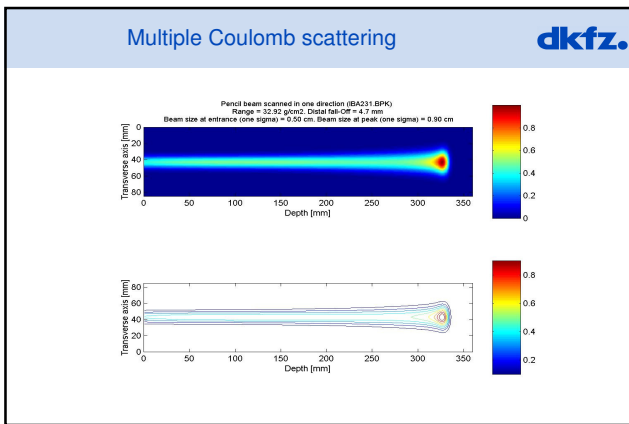 Multiple Coulomb scattering
dkfz.
Pencil beam scanned in one direction (IBA231.BPK)
Range = 32.92 g/cm2. Distal fall-Off = 4.7 mm
Beam size at entrance (one sigma) = 0.50 cm. Beam size at peak (one sigma) = 0.90 cm
Transverse axis [mm]
0
20
40
60
80
0 50 100 150 200 250 300 350
Depth [mm]
0.8
0.6
0.4
0.2
0
Transverse axis [mm]
80
60
40
20
0
0 50 100 150 200 250 300 350
Depth [mm]
0.8
0.6
0.4
0.2